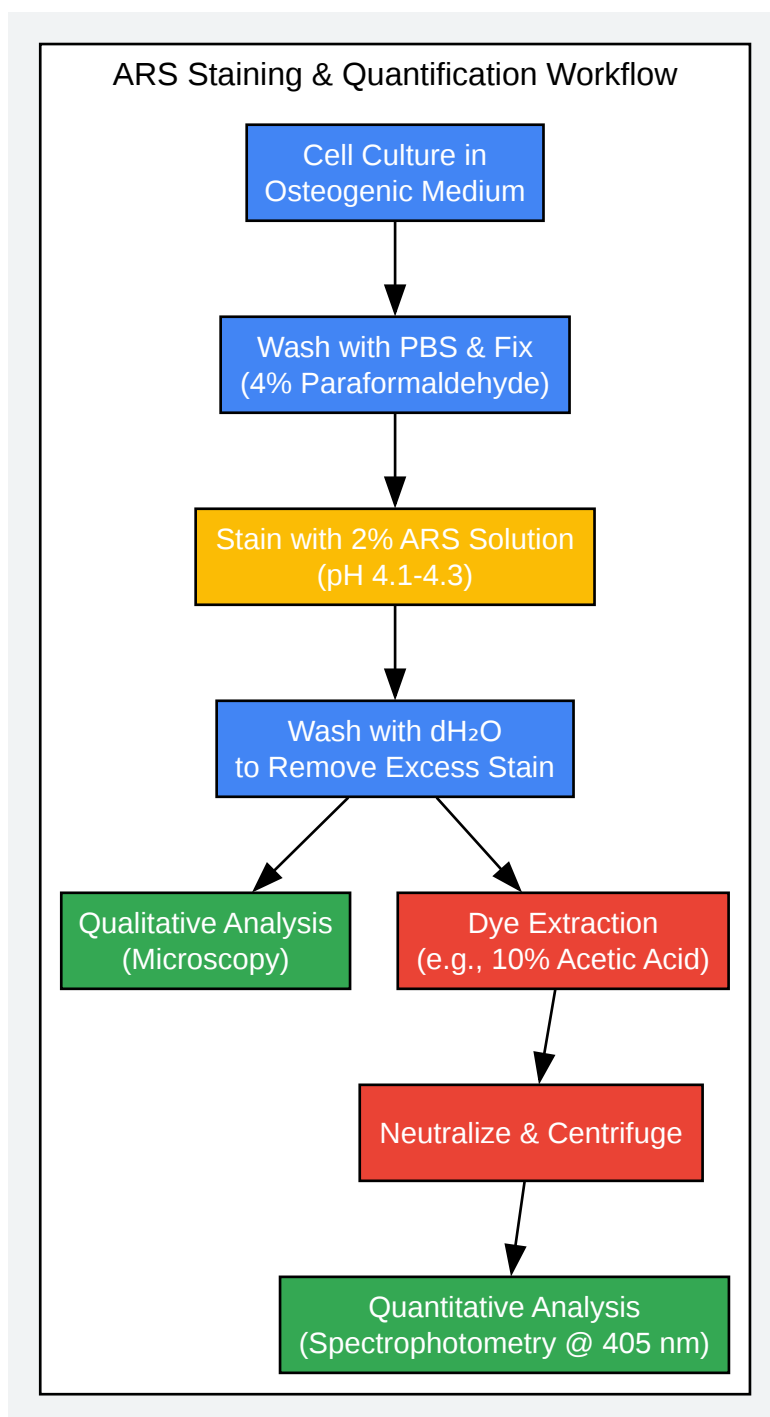 ARS Staining & Quantification Workflow
Cell Culture in
Osteogenic Medium
Wash with PBS & Fix
(4% Paraformaldehyde)
Stain with 2% ARS Solution
(pH 4.1-4.3)
Wash with dH₂O
to Remove Excess Stain
Qualitative Analysis
(Microscopy)
Dye Extraction
(e.g., 10% Acetic Acid)
Neutralize & Centrifuge
Quantitative Analysis
(Spectrophotometry @ 405 nm)